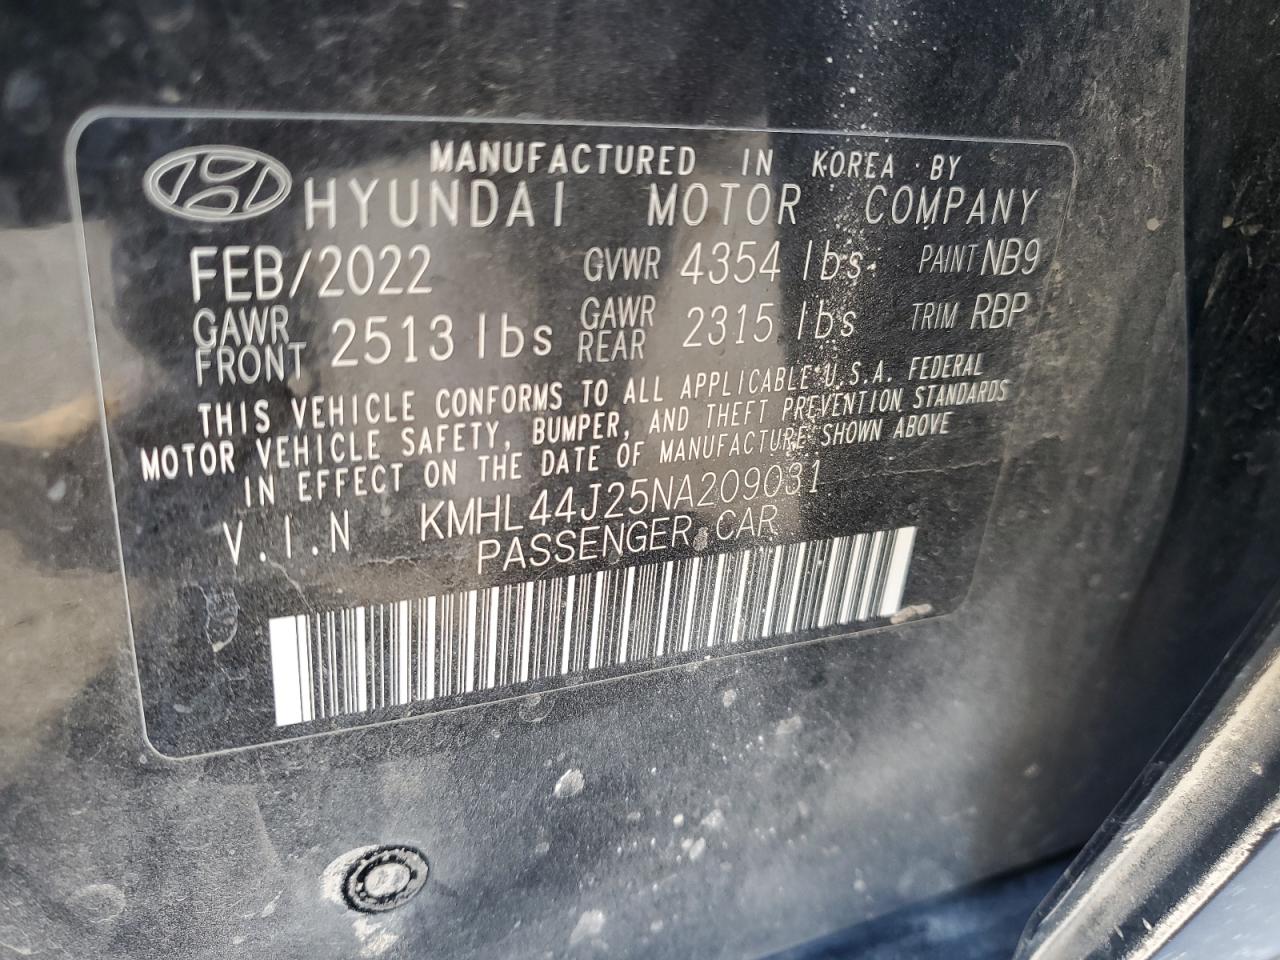 MANUFACTURED IN KOREA BY
HYUNDAI MOTOR COMPANY
FEB/2022 GVWR 4354 lbs. PAINT NB9
GAWR FRONT 2513 lbs GAWR REAR 2315 lbs TRIM RBP
THIS VEHICLE CONFORMS TO ALL APPLICABLE U.S.A. FEDERAL
MOTOR VEHICLE SAFETY, BUMPER, AND THEFT PREVENTION STANDARDS
IN EFFECT ON THE DATE OF MANUFACTURE SHOWN ABOVE
V.I.N KMHL44J25NA209031
PASSENGER CAR